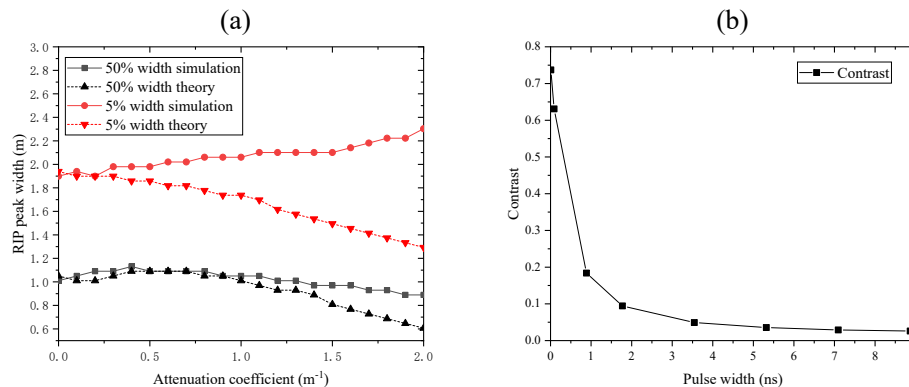 (a)
(b)
3. 0
2. 8
2. 6
2. 4
2. 2
2. 0
1. 8
1. 6
1. 4
1. 2
1. 0
0. 8
0. 6
RIP peak width (m)
50% width simulation
50% width theory
5% width simulation
5% width theory
0. 0 0. 5 1. 0 1. 5 2. 0
Attenuation coefficient (m-1)
0.8
0.7
0.6
0.5
0.4
0.3
0.2
0.1
0.0
Contrast
Contrast
0 1 2 3 4 5 6 7 8
Pulse width (ns)